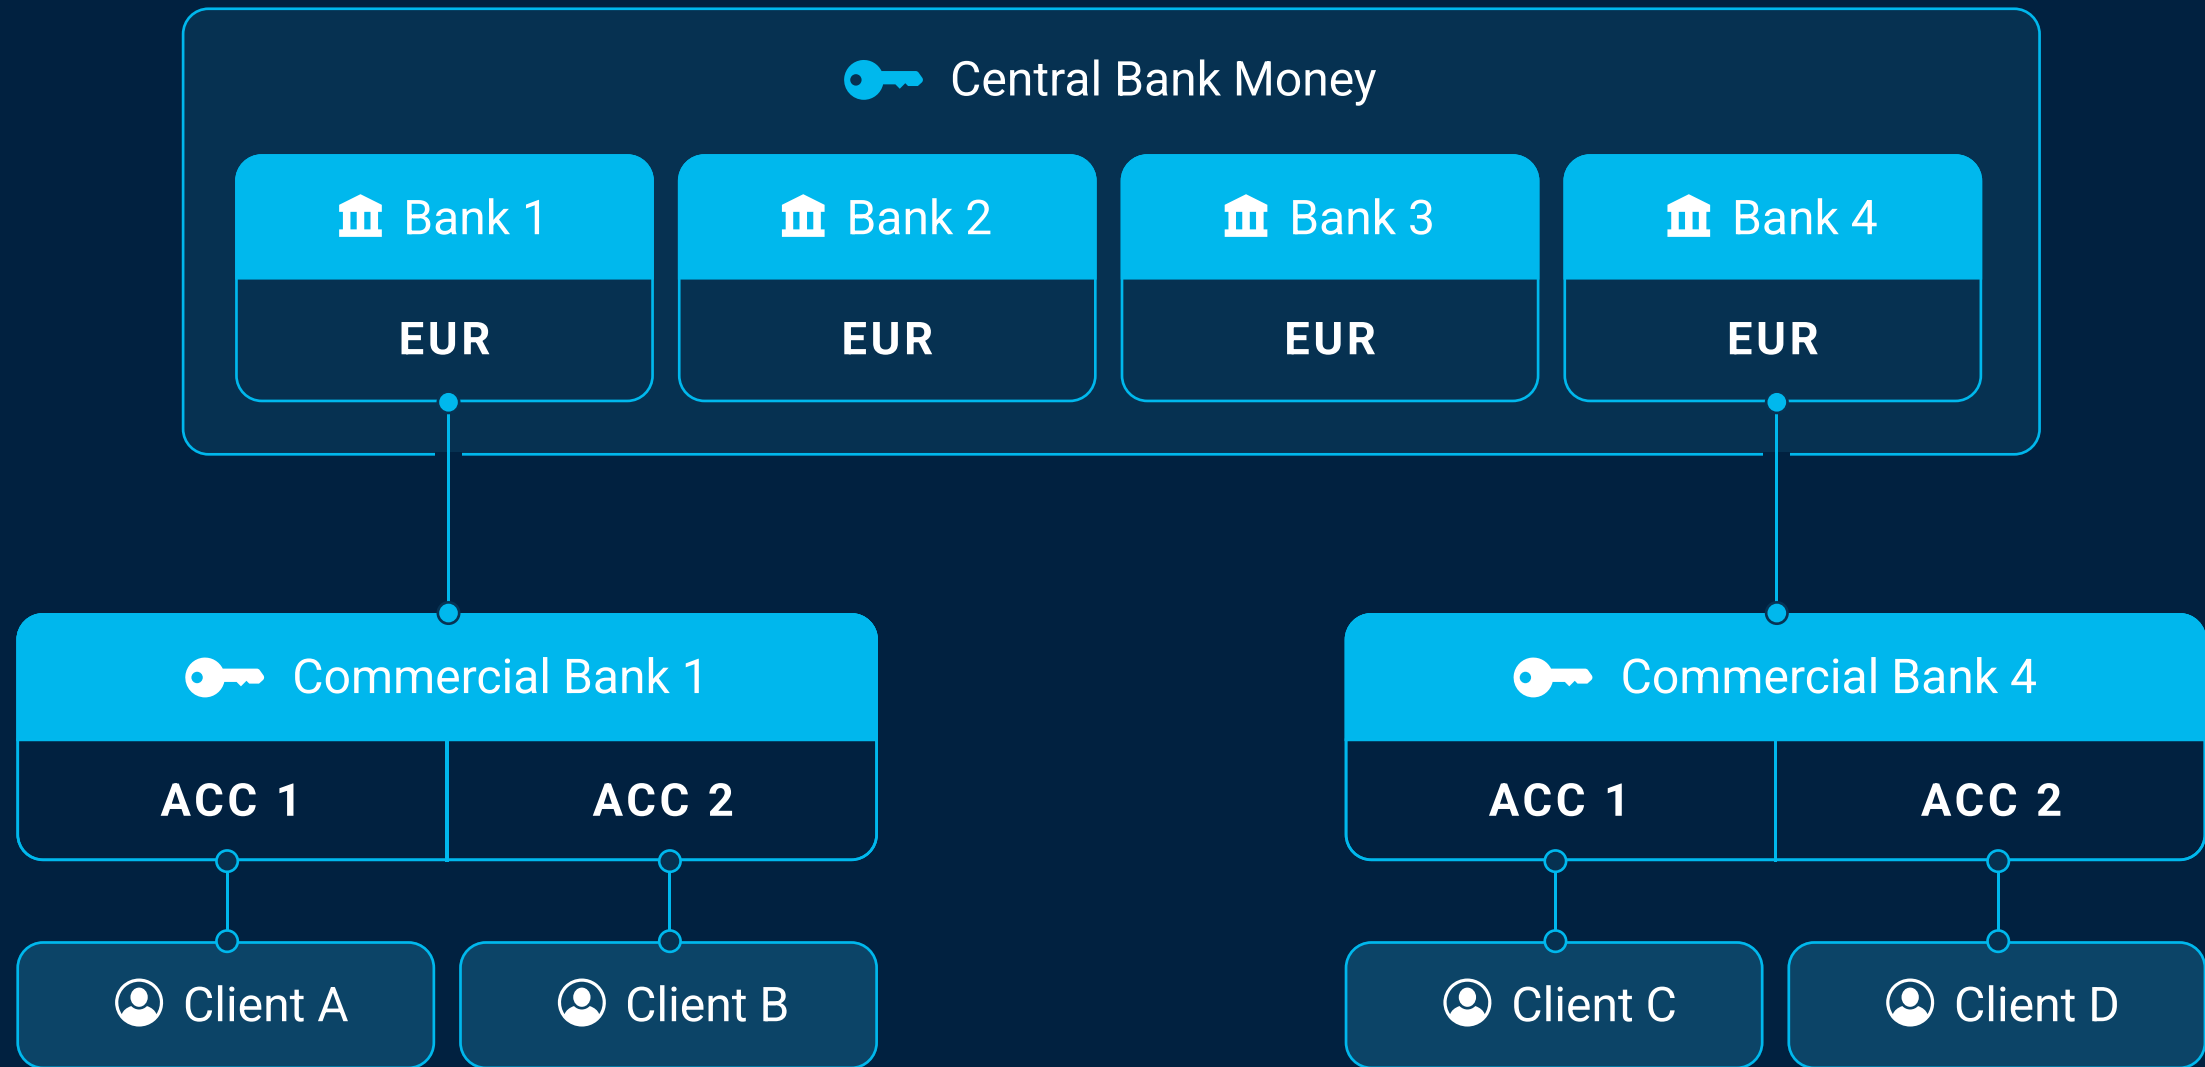 Central Bank Money
Bank 1
Bank 2
Bank 3
Bank 4
EUR
EUR
EUR
EUR
Commercial Bank 1
Commercial Bank 4
ACC 1
ACC 2
ACC 1
ACC 2
Client A
Client B
Client C
Client D